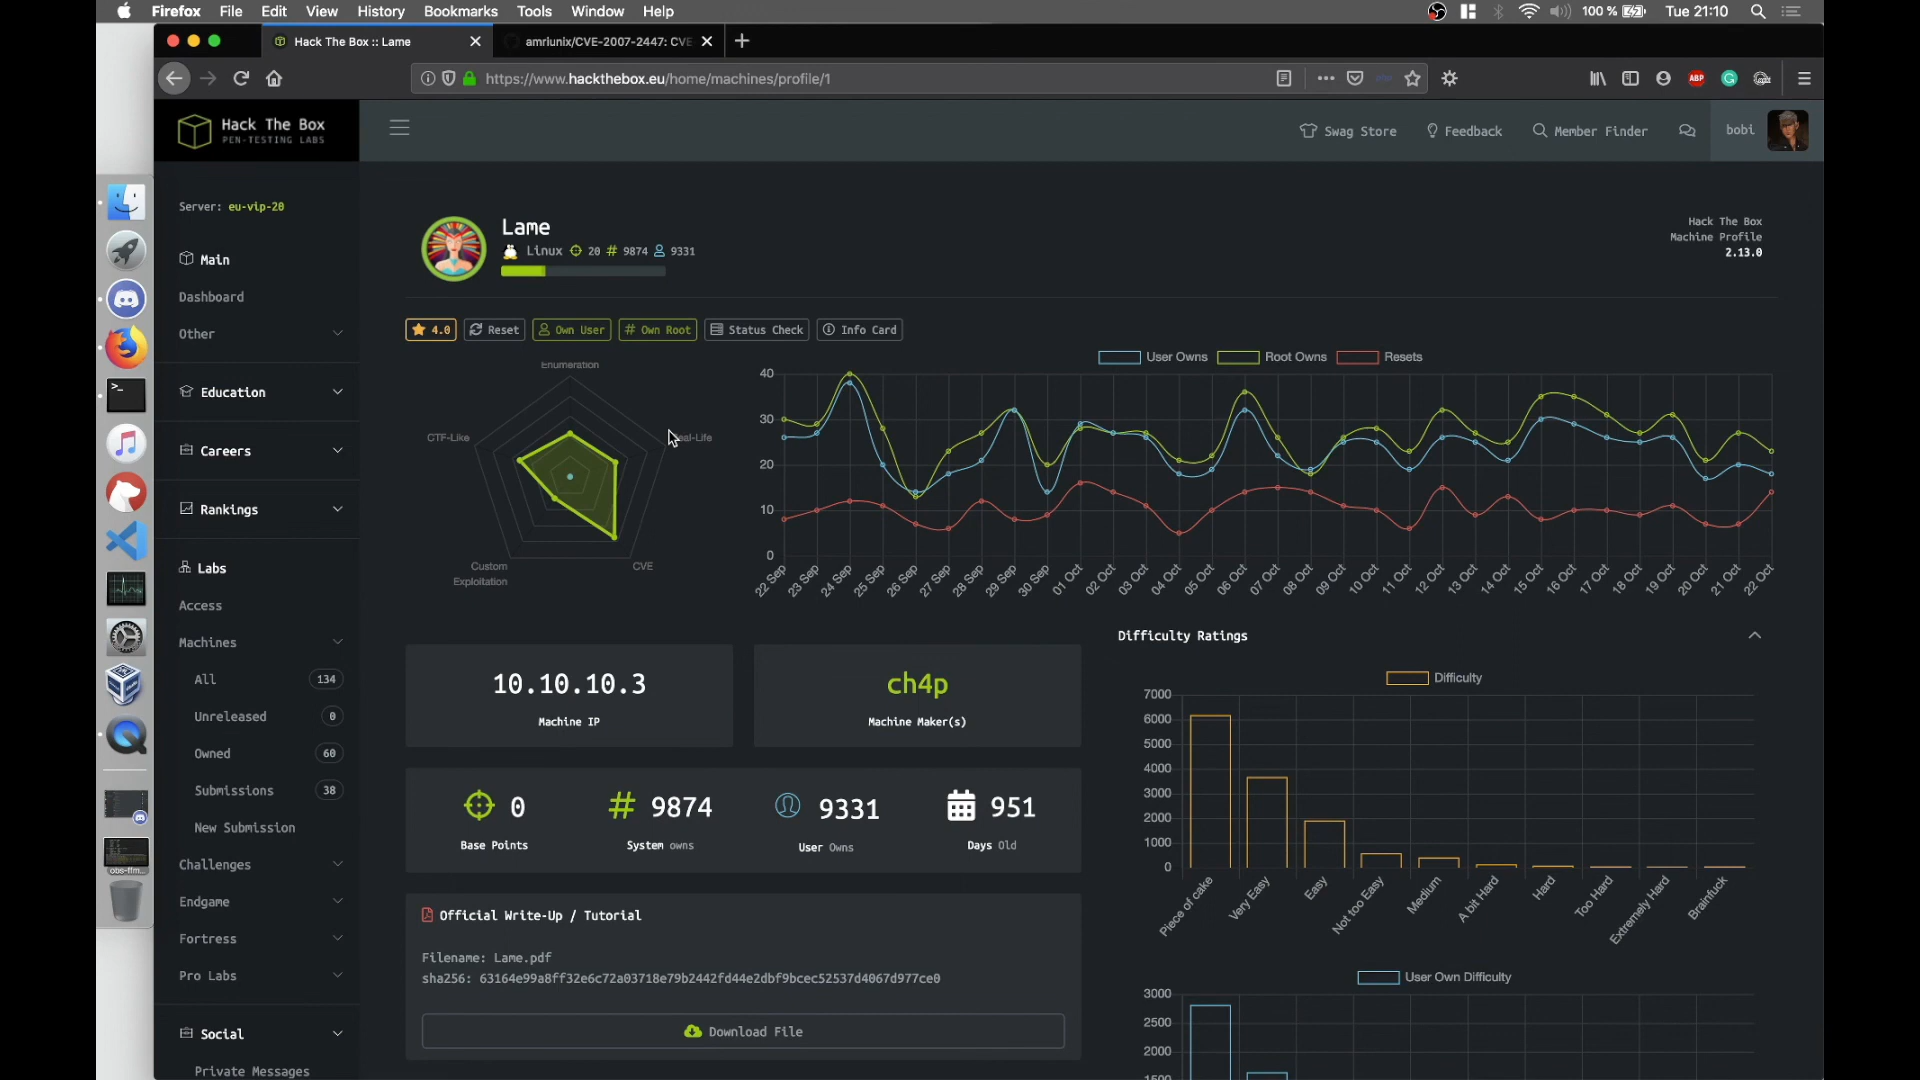 Firefox File Edit View History Bookmarks Tools Window Help
100 % Tue 21:10
Hack The Box :: Lame
amriunix/CVE-2007-2447: CVE
https://www.hackthebox.eu/home/machines/profile/1
ABP
Hack The Box
PEN-TESTING LABS
Swag Store
Feedback
Member Finder
bobi
Server: eu-vip-20
Main
Dashboard
Other
Education
Careers
Rankings
Labs
Access
Machines
All 134
Unreleased 0
Owned 60
Submissions 38
New Submission
Challenges
Endgame
Fortress
Pro Labs
Social
Private Messages
Lame
Linux 20 # 9874 9331
Hack The Box
Machine Profile
2.13.0
4.0
Reset
Own User
# Own Root
Status Check
Info Card
Enumeration
CTF-Like
al-Life
Custom
Exploitation
CVE
User Owns Root Owns Resets
40
30
20
10
0
22 Sep 23 Sep 24 Sep 25 Sep 26 Sep 27 Sep 28 Sep 29 Sep 30 Sep 01 Oct 02 Oct 03 Oct 04 Oct 05 Oct 06 Oct 07 Oct 08 Oct 09 Oct 10 Oct 11 Oct 12 Oct 13 Oct 14 Oct 15 Oct 16 Oct 17 Oct 18 Oct 19 Oct 20 Oct 21 Oct 22 Oct
10.10.10.3
Machine IP
ch4p
Machine Maker(s)
0
Base Points
# 9874
System owns
9331
User Owns
951
Days Old
Official Write-Up / Tutorial
Filename: Lame.pdf
sha256: 63164e99a8ff32e6c72a03718e79b2442fd44e2dbf9bcec52537d4067d977ce0
Download File
Difficulty Ratings
Difficulty
7000
6000
5000
4000
3000
2000
1000
0
Piece of cake Very Easy Easy Not too Easy Medium A bit Hard Hard Too Hard Extremely Hard Brainfuck
User Own Difficulty
3000
2500
2000
1500
obs-ffm...